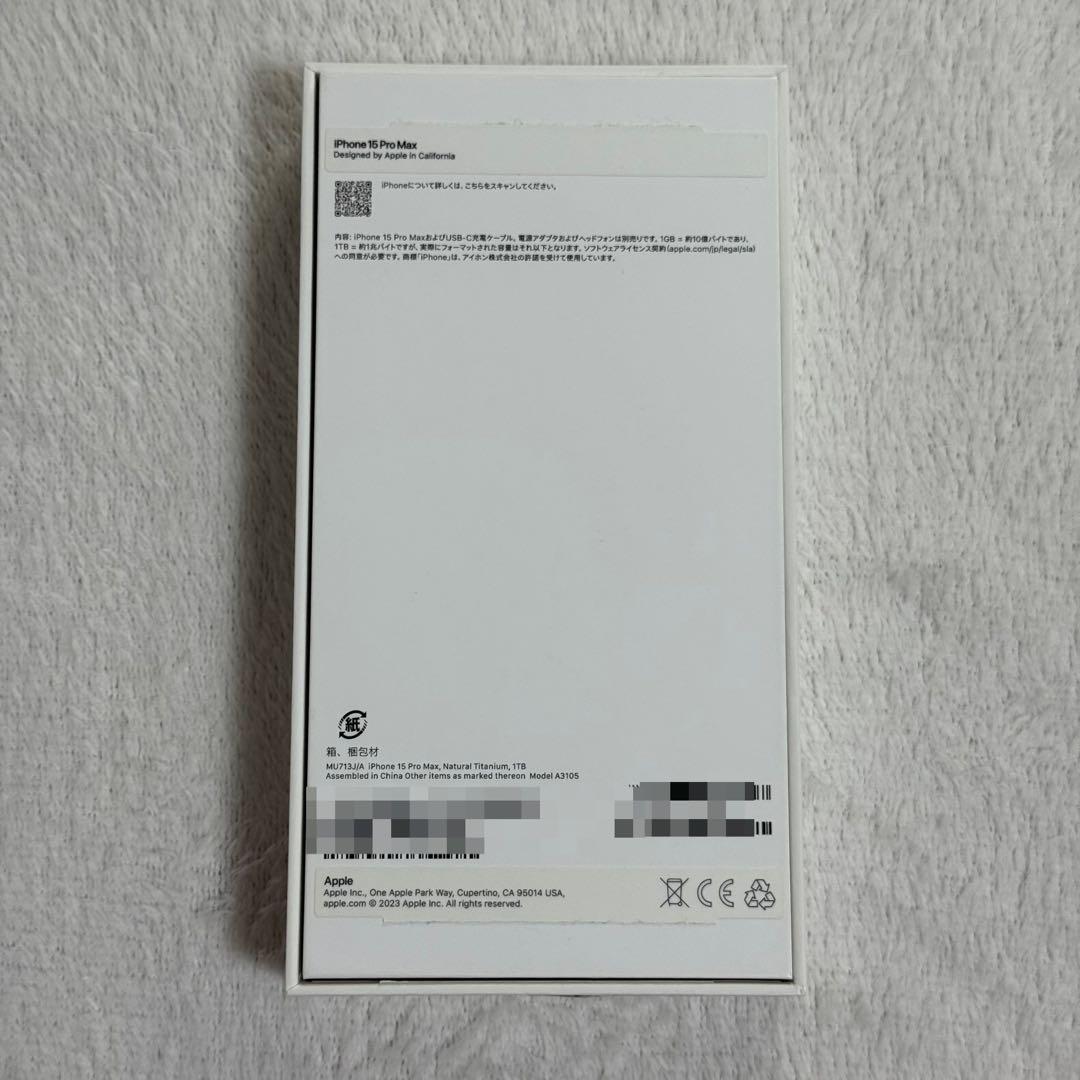 iPhone 15 Pro Max
Designed by Apple in California
iPhoneについて詳しくは、こちらをスキャンしてください。
内容: iPhone 15 Pro MaxおよびUSB-C充電ケーブル。電源アダプタおよびヘッドフォンは別売りです。1GB = 約10億バイトであり、
1TB = 約1兆バイトですが、実際にフォーマットされた容量はそれ以下となります。ソフトウェアライセンス契約(apple.com/jp/legal/sla)
への同意が必要です。商標「iPhone」は、アイホン株式会社の許諾を受けて使用しています。
紙
箱、梱包材
MU713J/A iPhone 15 Pro Max, Natural Titanium, 1TB
Assembled in China Other items as marked thereon Model A3105
Apple
Apple Inc., One Apple Park Way, Cupertino, CA 95014 USA,
apple.com © 2023 Apple Inc. All rights reserved.
CE